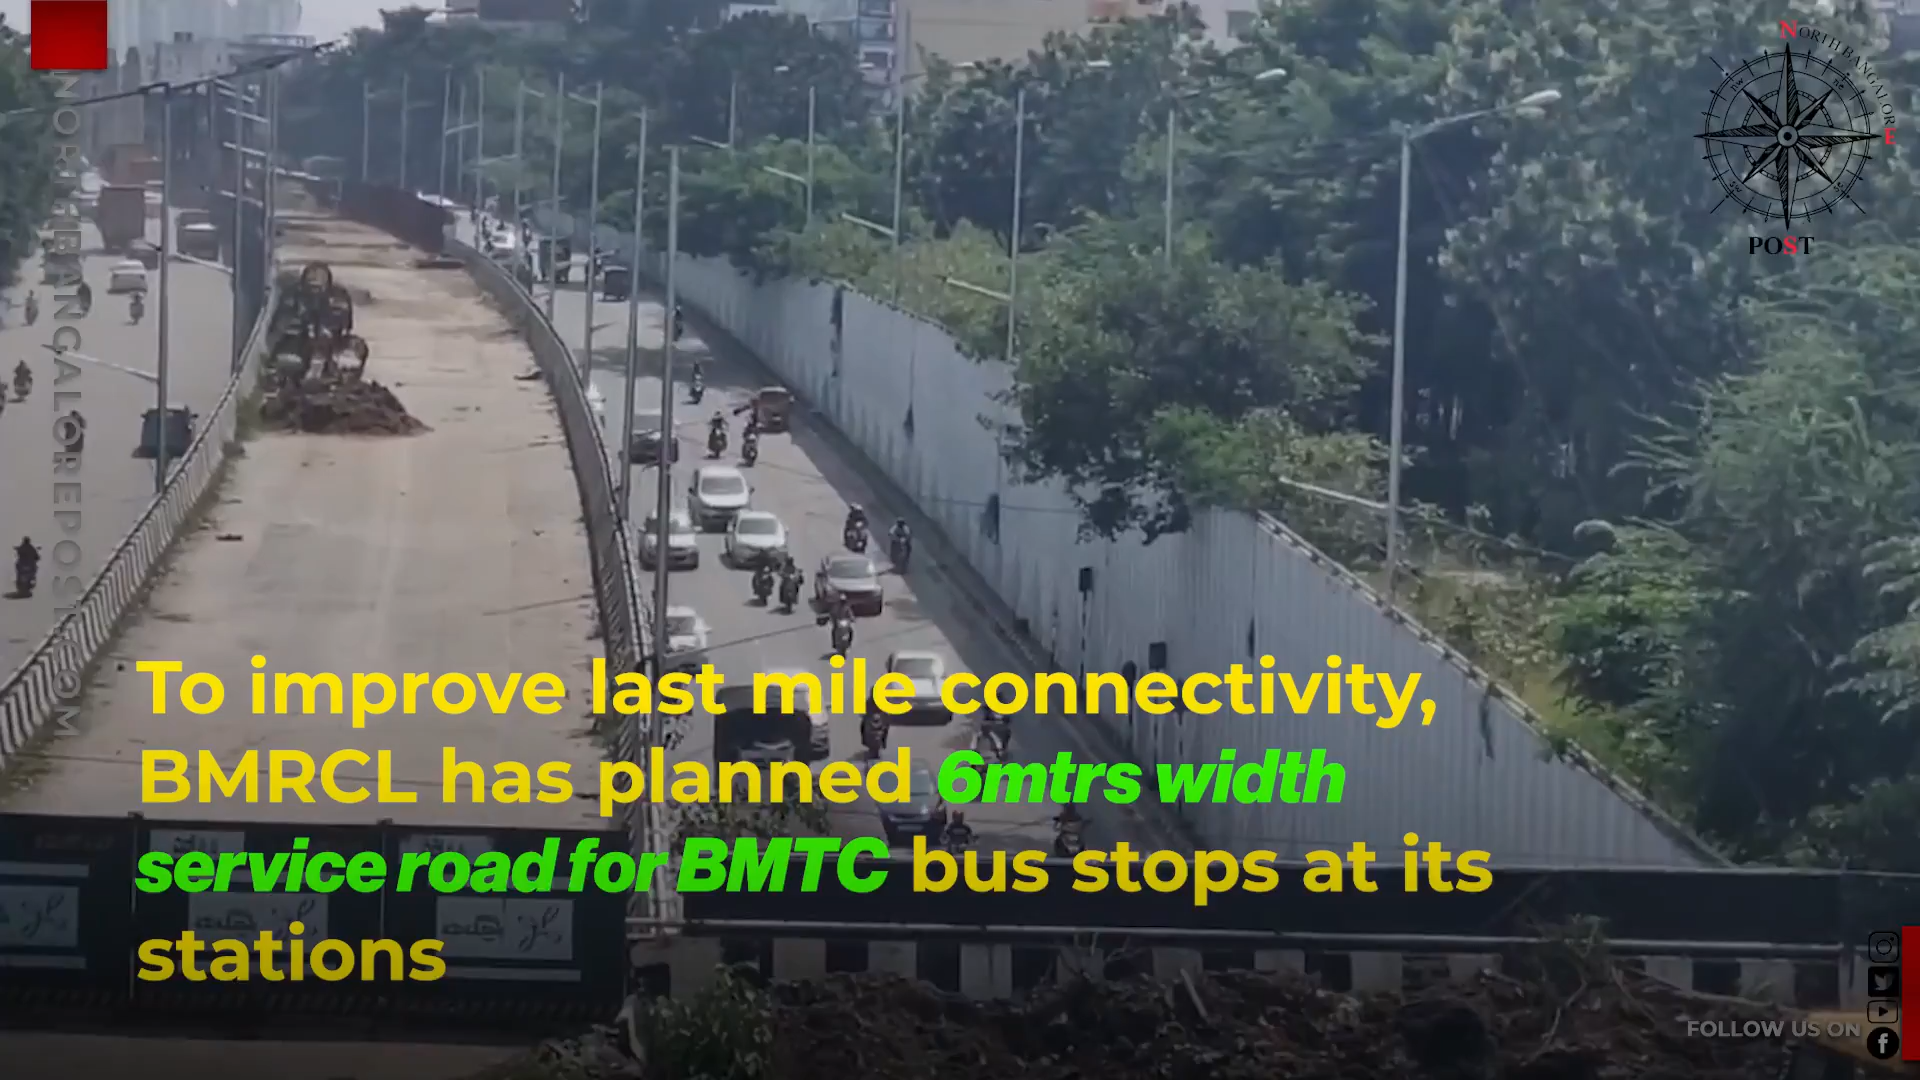 NORTH BANGALORE
POST
NORTHBANGALOREPOST.COM
To improve last mile connectivity,
BMRCL has planned 6mtrs width
service road for BMTC bus stops at its
stations
FOLLOW US ON